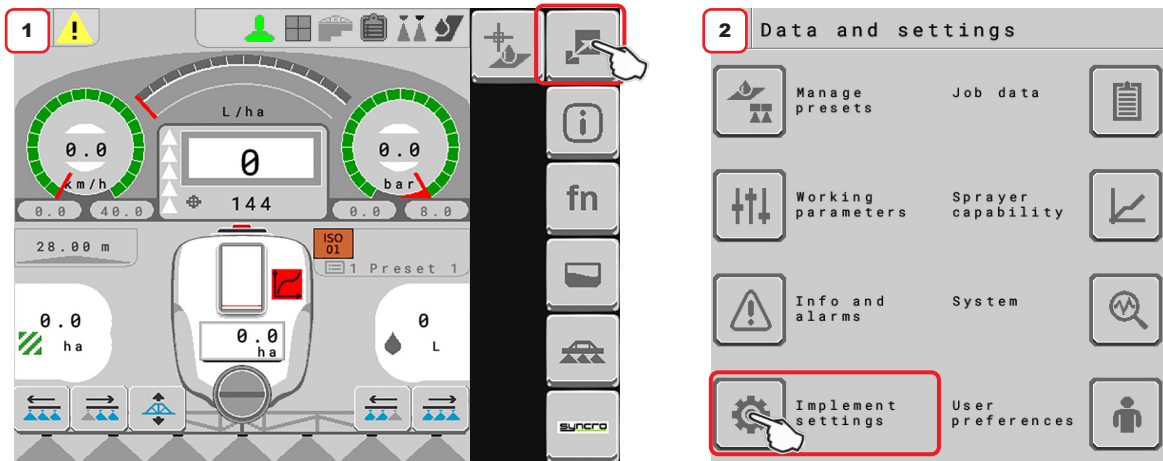 1
L/ha
0.0
km/h
0.0 40.0
0
144
0.0
bar
0.0 8.0
28.00 m
ISO
01
1 Preset 1
0.0
ha
0.0
ha
0
L
fn
syncro
2 Data and settings
Manage
presets
Job data
Working
parameters
Sprayer
capability
Info and
alarms
System
Implement
settings
User
preferences